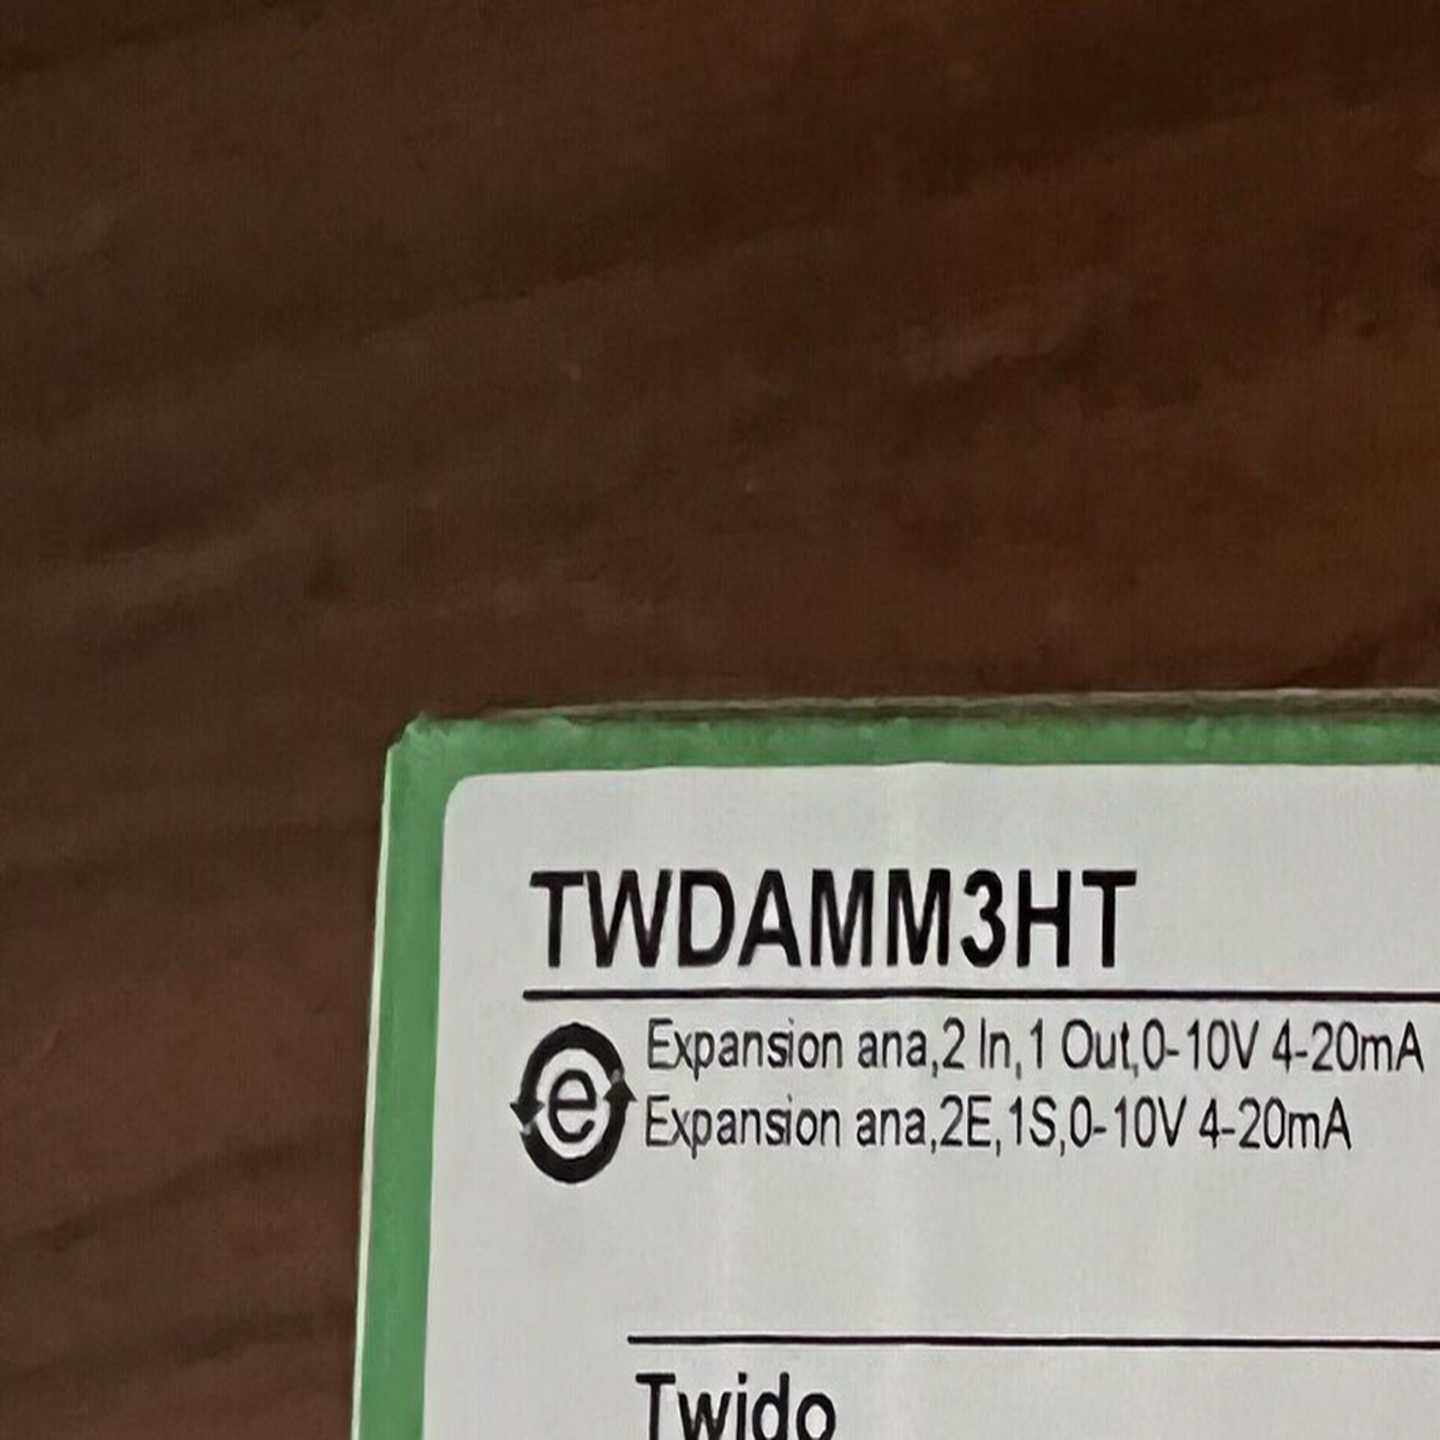 TWDAMM3HT
e
Expansion ana,2 In,1 Out,0-10V 4-20mA
Expansion ana,2E,1S,0-10V 4-20mA
Twido